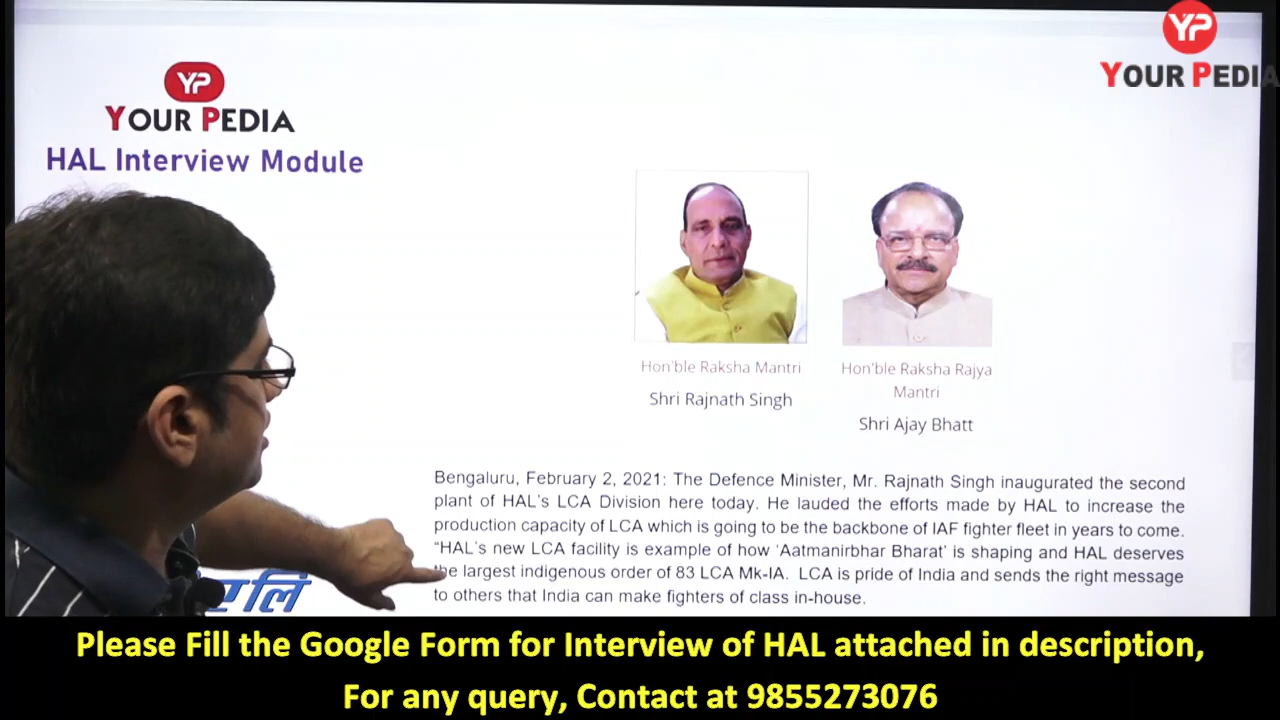 YP
YOUR PEDIA
HAL Interview Module
YP
YOUR PEDIA
Hon'ble Raksha Mantri
Shri Rajnath Singh
Hon'ble Raksha Rajya
Mantri
Shri Ajay Bhatt
Bengaluru, February 2, 2021: The Defence Minister, Mr. Rajnath Singh inaugurated the second
plant of HAL's LCA Division here today. He lauded the efforts made by HAL to increase the
production capacity of LCA which is going to be the backbone of IAF fighter fleet in years to come.
"HAL's new LCA facility is example of how 'Aatmanirbhar Bharat' is shaping and HAL deserves
the largest indigenous order of 83 LCA Mk-IA. LCA is pride of India and sends the right message
to others that India can make fighters of class in-house.
Please Fill the Google Form for Interview of HAL attached in description,
For any query, Contact at 9855273076